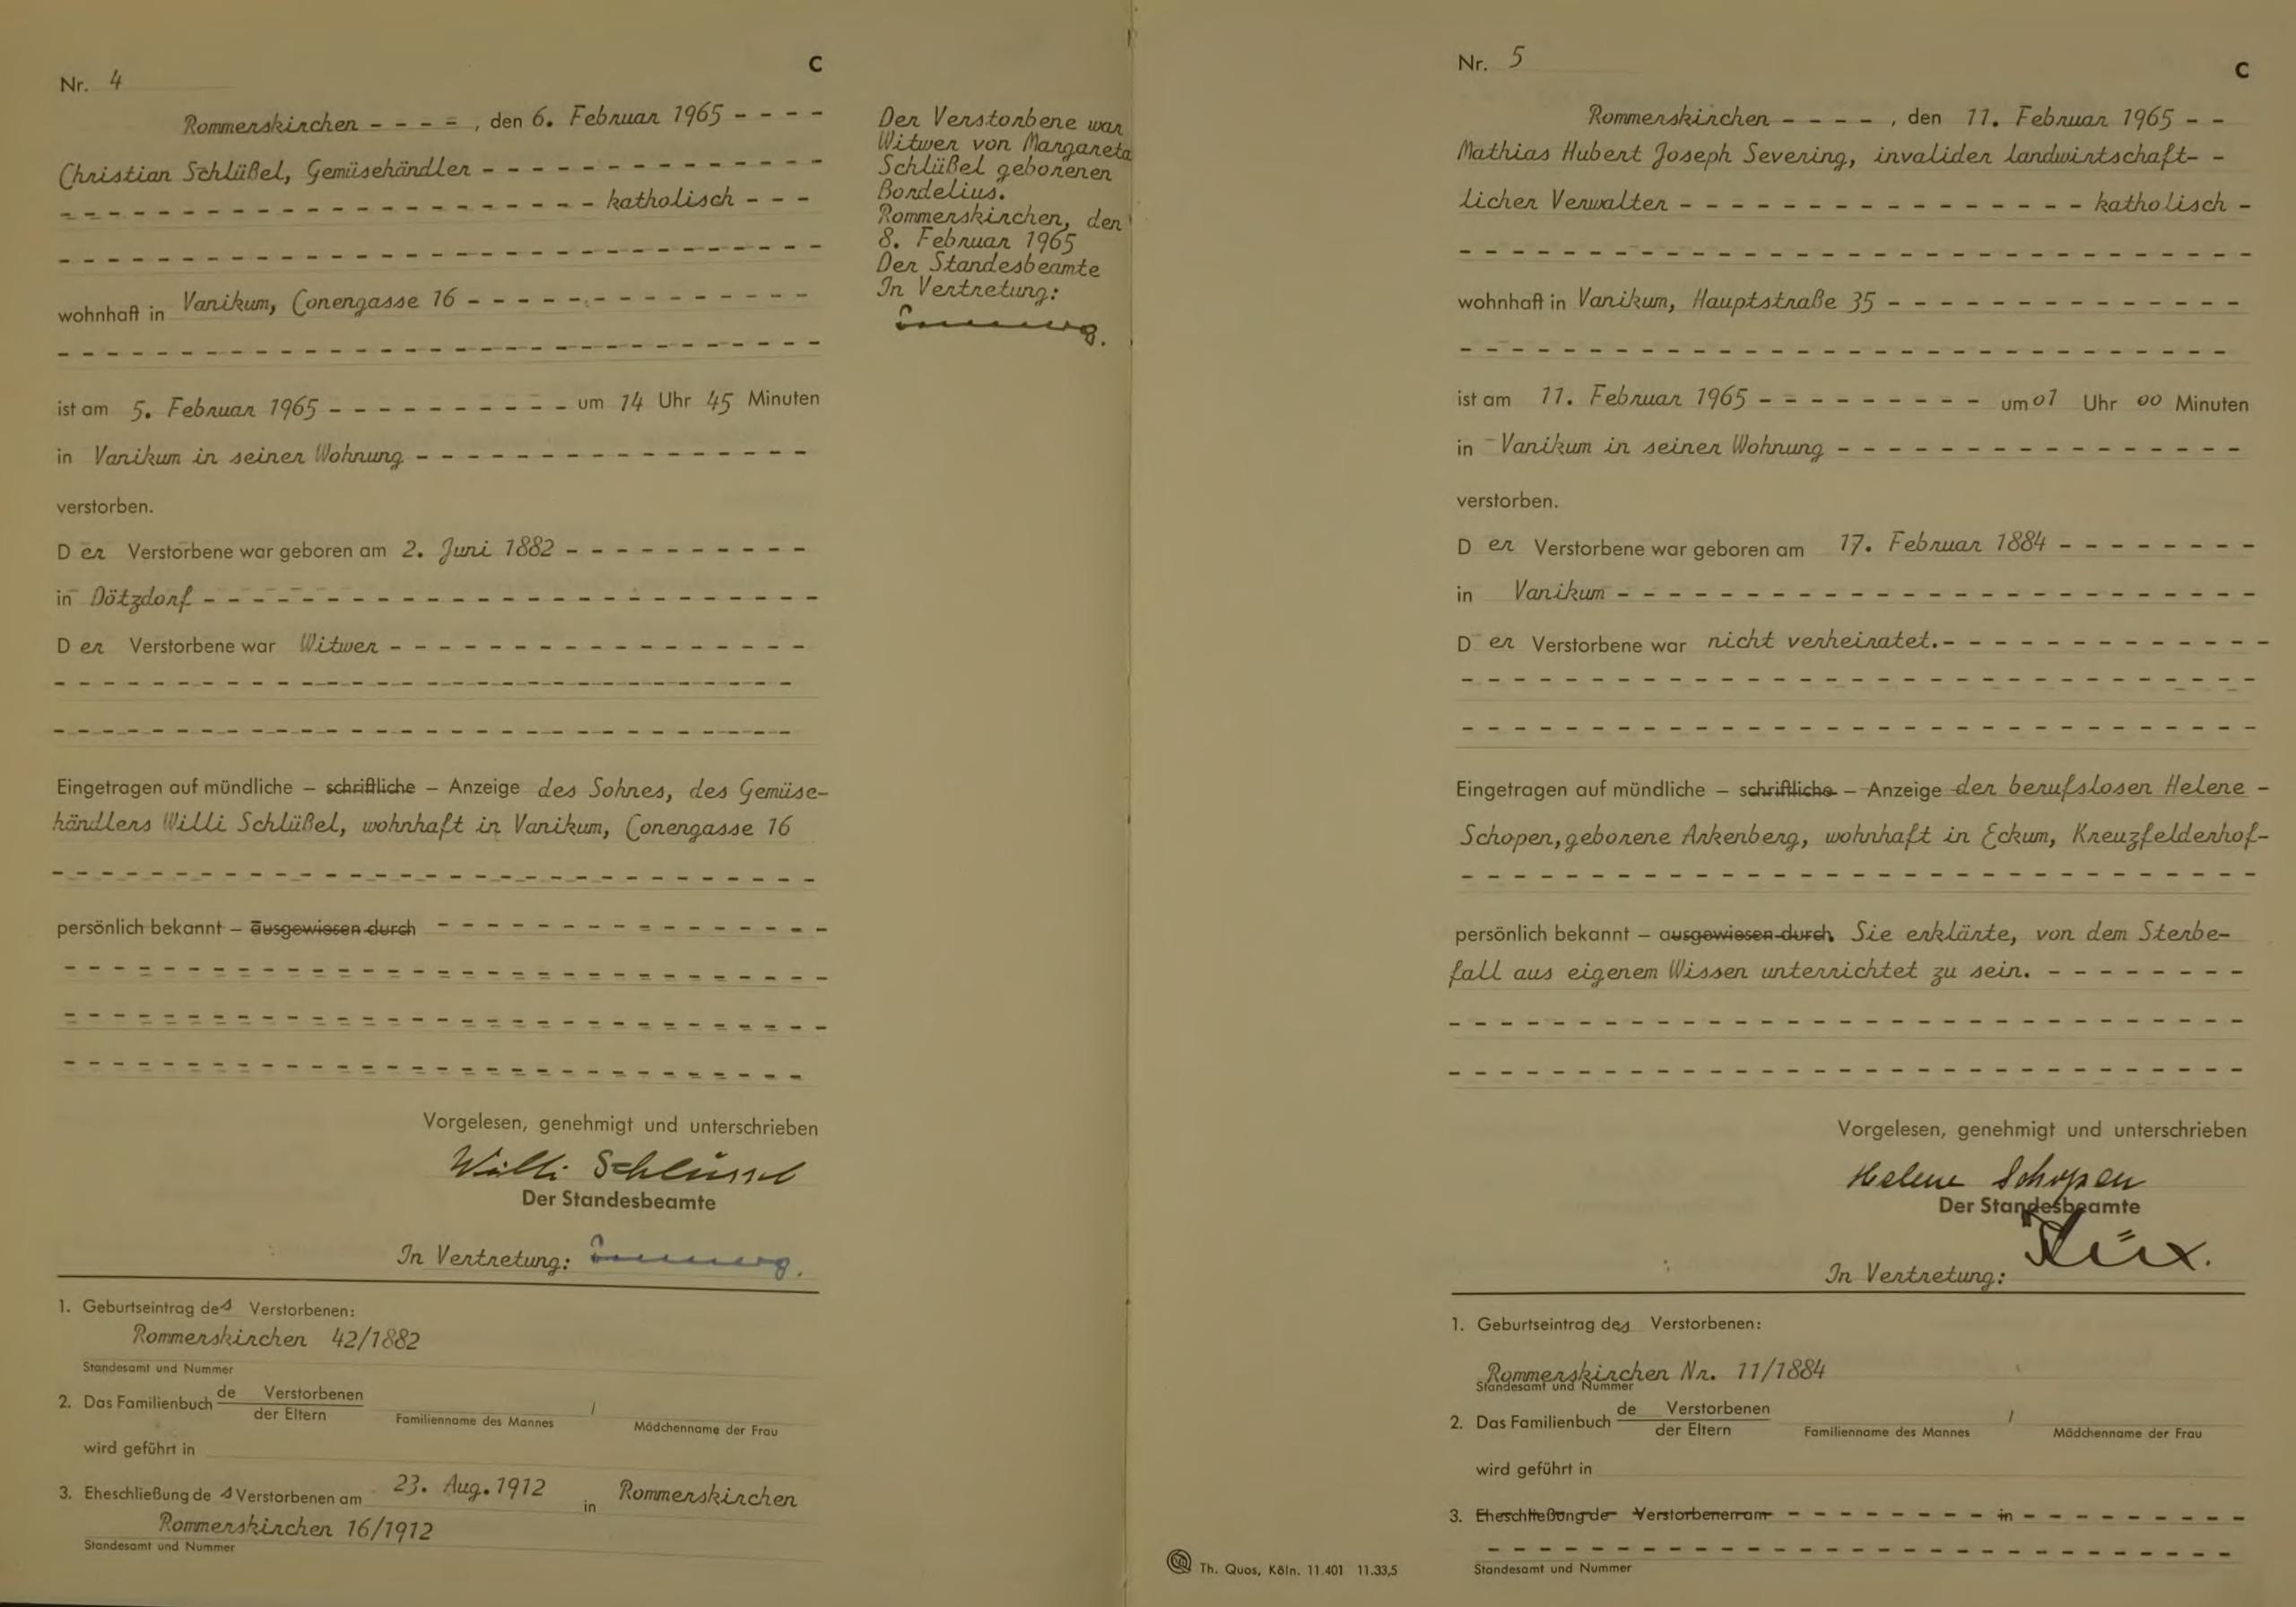 Nr. 4
C
Rommerskirchen - - - - , den 6. Februar 1965 - - - -
Christian Schlüßel, Gemüsehändler - - - - - - - - - - - - - -
- - - - - - - - - - - - - - - - - - - - - - katholisch - - -
wohnhaft in Vanikum, Conengasse 16 - - - - - - - - - - - - - -
ist am 5. Februar 1965 - - - - - - - - - - um 14 Uhr 45 Minuten
in Vanikum in seiner Wohnung - - - - - - - - - - - - - - - -
verstorben.
Der Verstorbene war geboren am 2. Juni 1882 - - - - - - - - - -
in Dötzdorf - - - - - - - - - - - - - - - - - - - - - - - - -
Der Verstorbene war Witwer - - - - - - - - - - - - - - - - -
Eingetragen auf mündliche – schriftliche – Anzeige des Sohnes, des Gemüse-
händlers Willi Schlüßel, wohnhaft in Vanikum, Conengasse 16
persönlich bekannt – ausgewiesen durch - - - - - - - - - - - - - - - -
Vorgelesen, genehmigt und unterschrieben
Willi Schlüssel
Der Standesbeamte
In Vertretung:
1. Geburtseintrag des Verstorbenen:
Rommerskirchen 42/1882
Standesamt und Nummer
2. Das Familienbuch de Verstorbenen
der Eltern
Familienname des Mannes / Mädchenname der Frau
wird geführt in
3. Eheschließung des Verstorbenen am 23. Aug. 1912 in Rommerskirchen
Rommerskirchen 16/1912
Standesamt und Nummer
Der Verstorbene war
Witwer von Margareta
Schlüßel geborenen
Bordelius.
Rommerskirchen, den
8. Februar 1965
Der Standesbeamte
In Vertretung:
Nr. 5
C
Rommerskirchen - - - - , den 11. Februar 1965 - -
Mathias Hubert Joseph Severing, invalider landwirtschaft- -
licher Verwalter - - - - - - - - - - - - - - - - katholisch -
wohnhaft in Vanikum, Hauptstraße 35 - - - - - - - - - - - - - -
ist am 11. Februar 1965 - - - - - - - - - um 01 Uhr 00 Minuten
in Vanikum in seiner Wohnung - - - - - - - - - - - - - - - -
verstorben.
Der Verstorbene war geboren am 17. Februar 1884 - - - - - - - -
in Vanikum - - - - - - - - - - - - - - - - - - - - - - - - -
Der Verstorbene war nicht verheiratet. - - - - - - - - - - - - -
Eingetragen auf mündliche – schriftliche – Anzeige der berufslosen Helene -
Schopen, geborene Arkenberg, wohnhaft in Eckum, Kreuzfelderhof-
persönlich bekannt – ausgewiesen durch. Sie erklärte, von dem Sterbe-
fall aus eigenem Wissen unterrichtet zu sein. - - - - - - - -
Vorgelesen, genehmigt und unterschrieben
Helene Schopen
Der Standesbeamte
In Vertretung:
1. Geburtseintrag des Verstorbenen:
Rommerskirchen Nr. 11/1884
Standesamt und Nummer
2. Das Familienbuch de Verstorbenen
der Eltern
Familienname des Mannes / Mädchenname der Frau
wird geführt in
3. Eheschließung de Verstorbenen am - - - - - - - - in - - - - - - - - -
Standesamt und Nummer
Th. Quos, Köln. 11.401 11.33,5